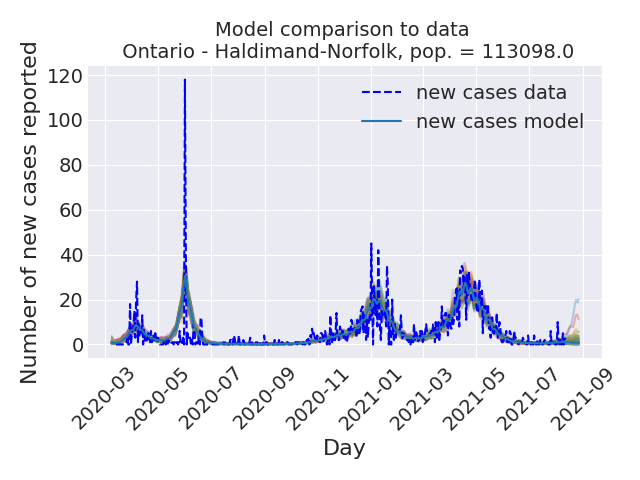 Model comparison to data
Ontario - Haldimand-Norfolk, pop. = 113098.0
Number of new cases reported
120
100
80
60
40
20
0
new cases data
new cases model
2020-03
2020-05
2020-07
2020-09
2020-11
2021-01
2021-03
2021-05
2021-07
2021-09
Day